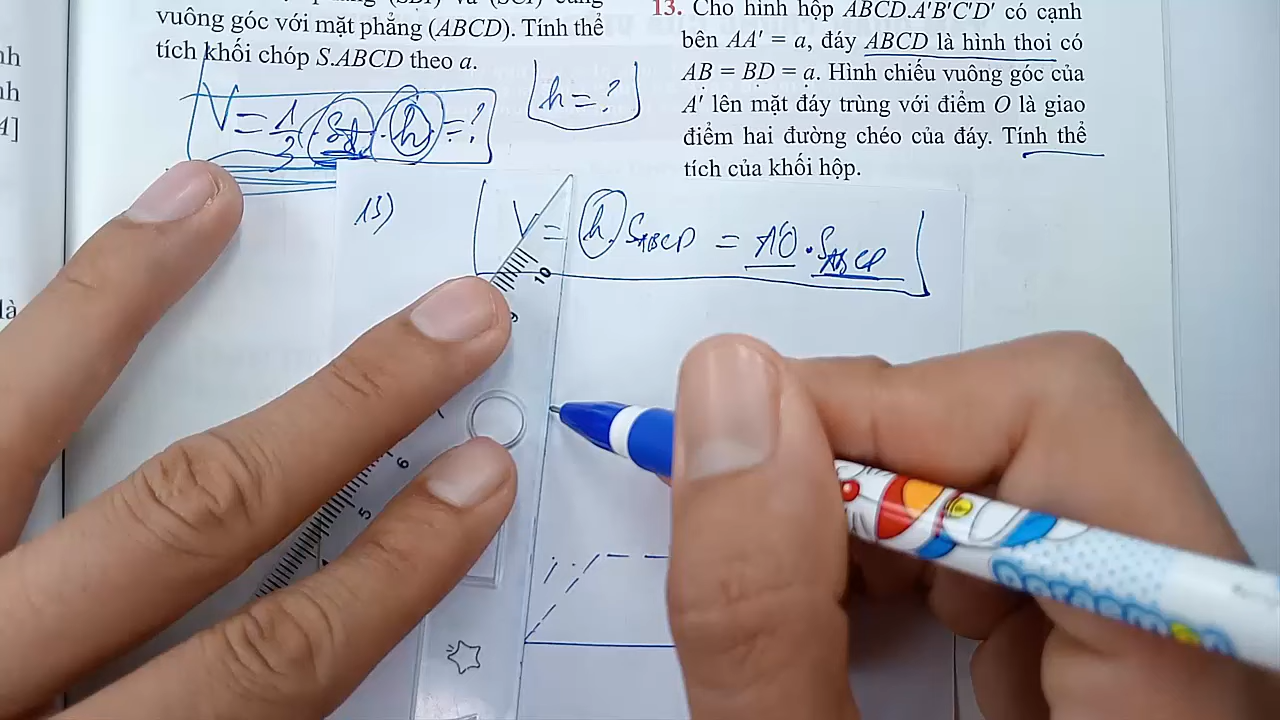 vuông góc với mặt phẳng (ABCD). Tính thể
tích khối chóp S.ABCD theo a.
V = 1/3 . Sđ . h = ?
h = ?
13. Cho hình hộp ABCD.A'B'C'D' có cạnh
bên AA' = a, đáy ABCD là hình thoi có
AB = BD = a. Hình chiếu vuông góc của
A' lên mặt đáy trùng với điểm O là giao
điểm hai đường chéo của đáy. Tính thể
tích của khối hộp.
13)
V = h. SABCD = A'O . SABCD
10
9
6
5